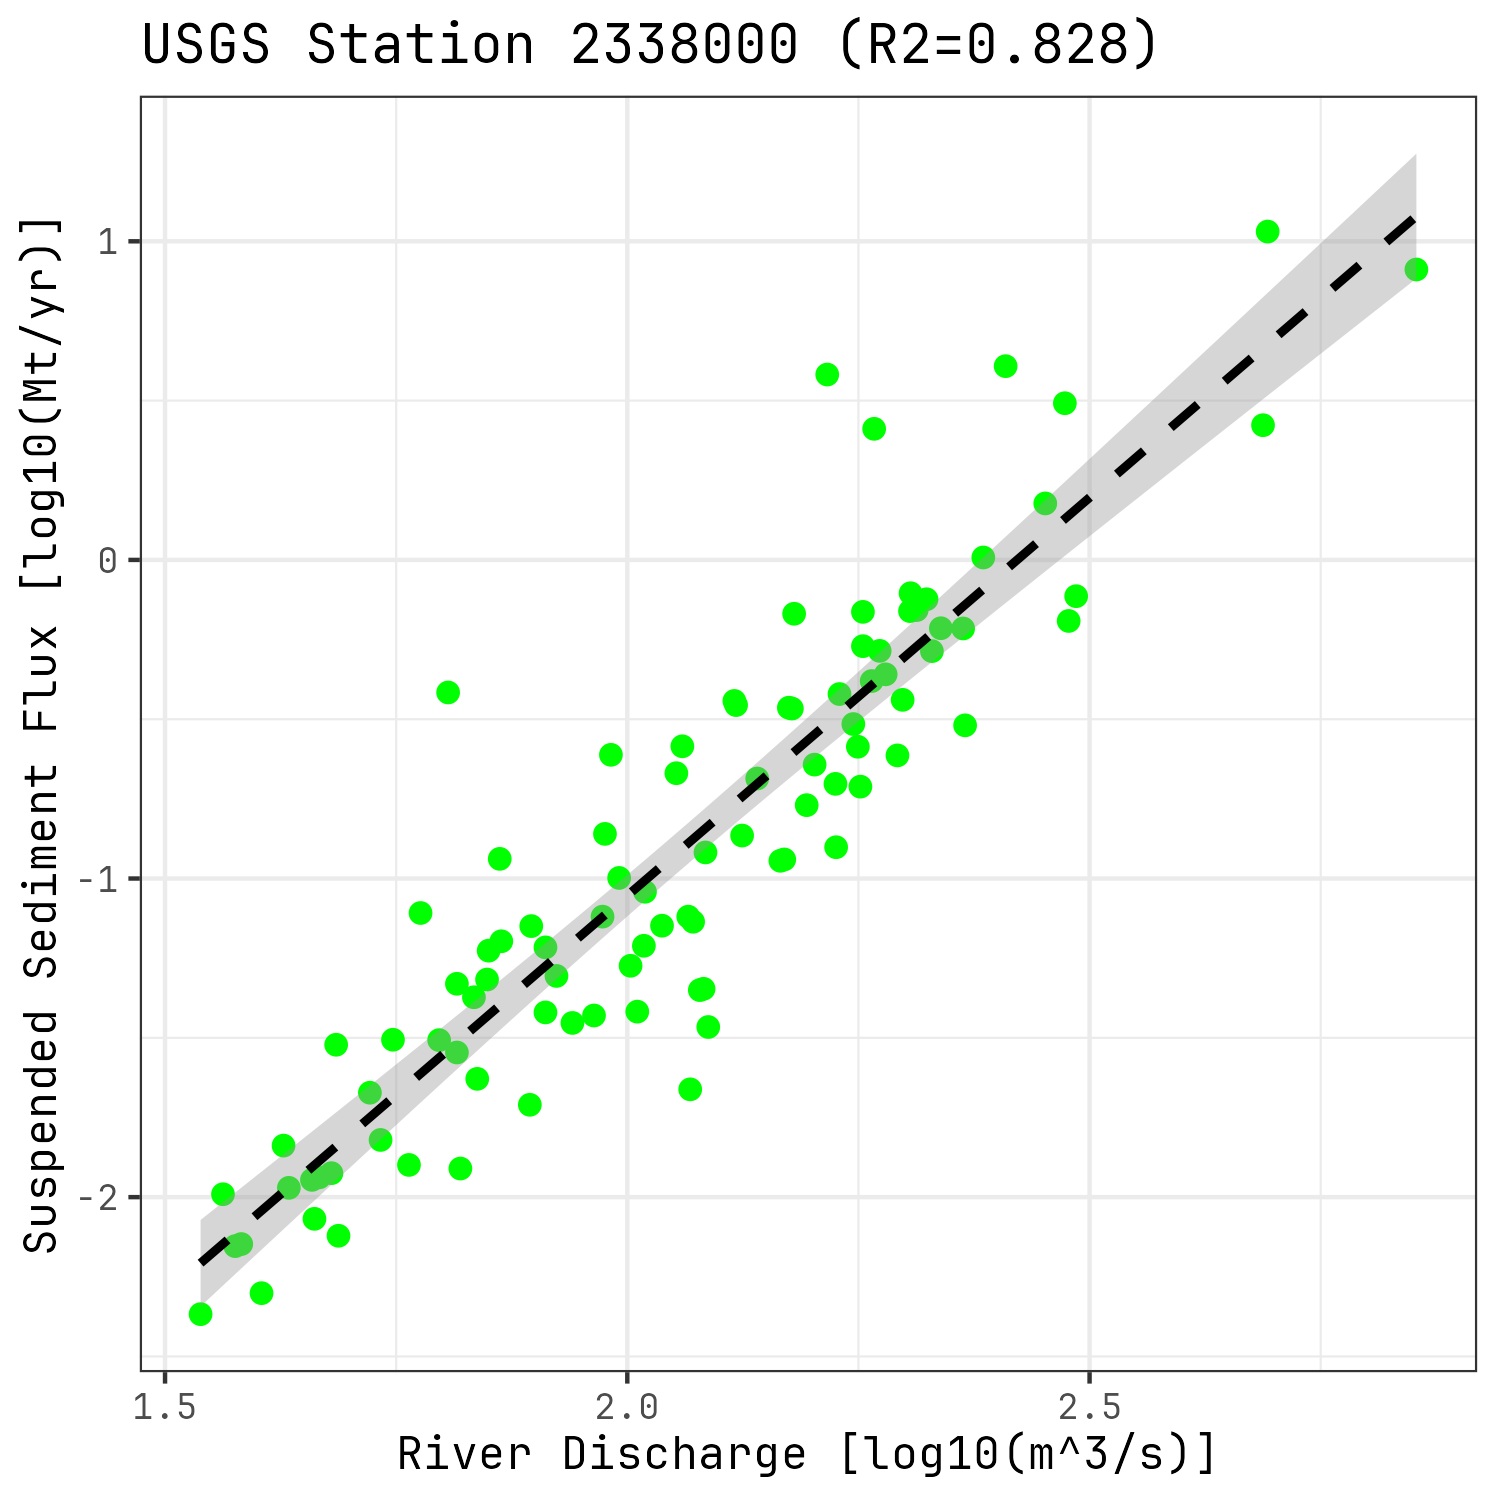 USGS Station 2338000 (R2=0.828)
Suspended Sediment Flux [log10(Mt/yr)]
1
0
-1
-2
1.5 2.0 2.5
River Discharge [log10(m^3/s)]